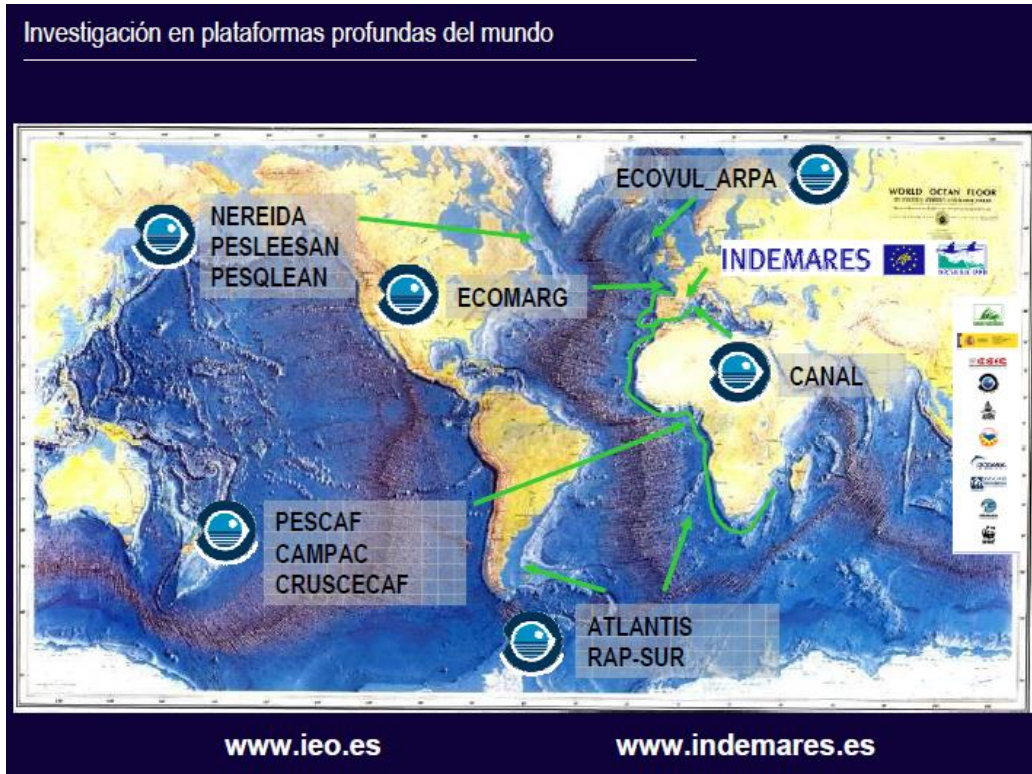 Investigación en plataformas profundas del mundo
ECOVUL_ARPA
WORLD OCEAN FLOOR
NEREIDA
PESLEESAN
PESQLEAN
INDEMARES
ECOMARG
CANAL
PESCAF
CAMPAC
CRUSCECAF
ATLANTIS
RAP-SUR
www.ieo.es
www.indemares.es